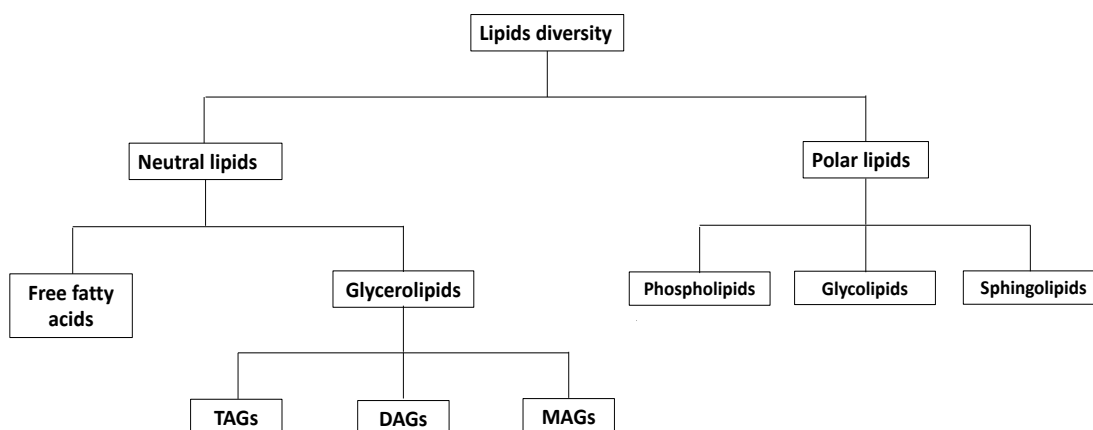 Lipids diversity
Neutral lipids
Polar lipids
Free fatty
acids
Glycerolipids
Phospholipids
Glycolipids
Sphingolipids
TAGs
DAGs
MAGs